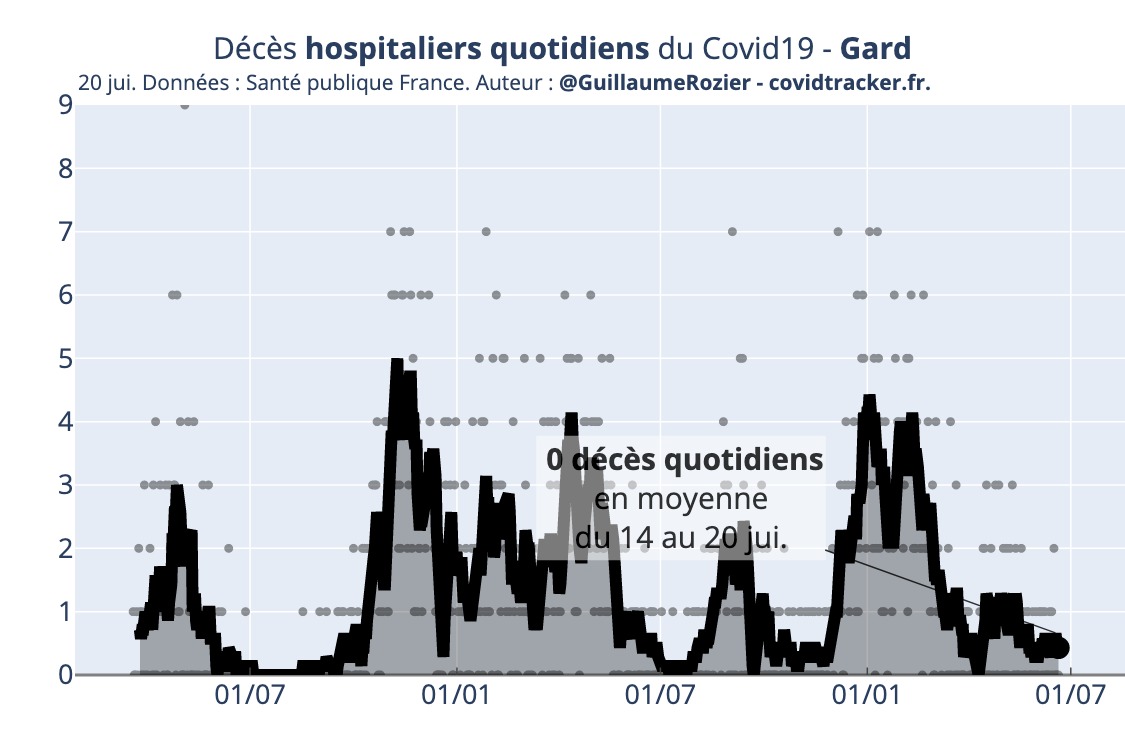 Décès hospitaliers quotidiens du Covid19 - Gard
20 jui. Données : Santé publique France. Auteur : @GuillaumeRozier - covidtracker.fr.
9
8
7
6
5
4
3
2
1
0
0 décès quotidiens
en moyenne
du 14 au 20 jui.
01/07 01/01 01/07 01/01 01/07